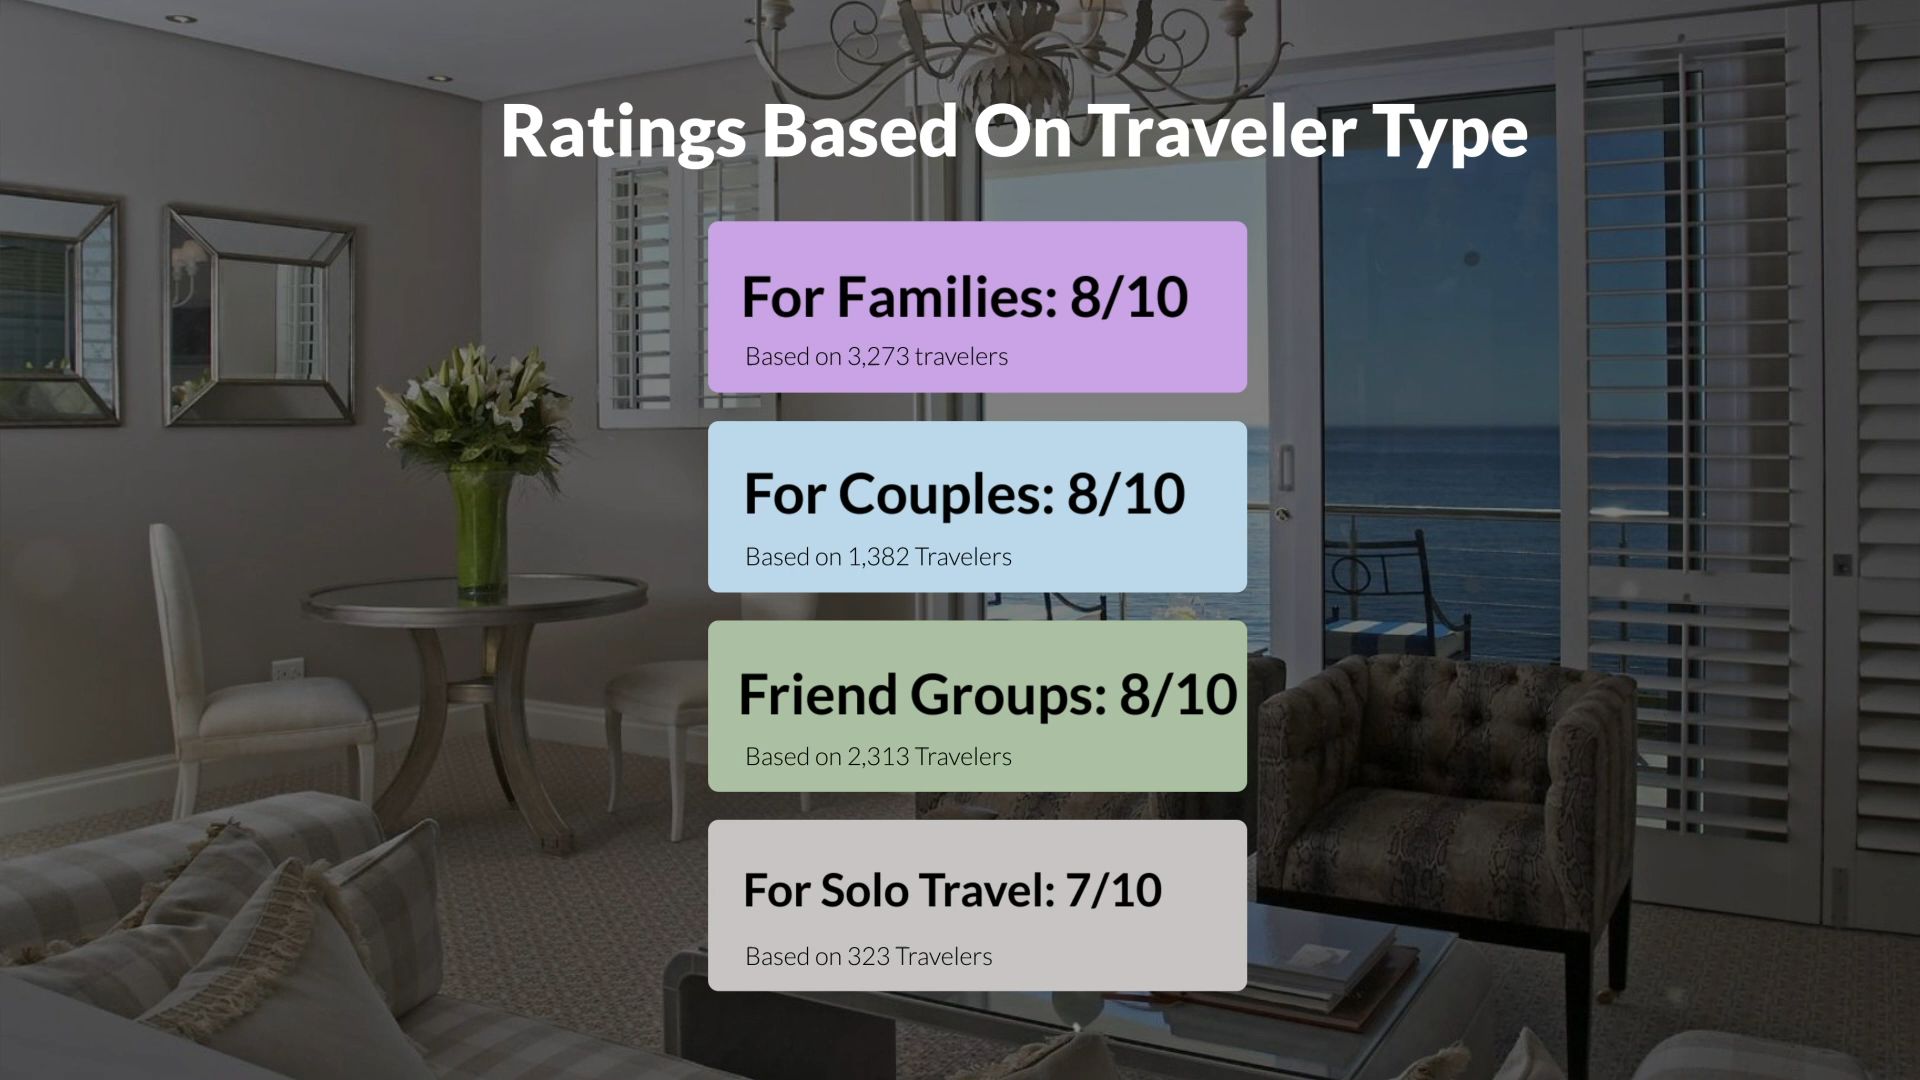 Ratings Based On Traveler Type
For Families: 8/10
Based on 3,273 travelers
For Couples: 8/10
Based on 1,382 Travelers
Friend Groups: 8/10
Based on 2,313 Travelers
For Solo Travel: 7/10
Based on 323 Travelers